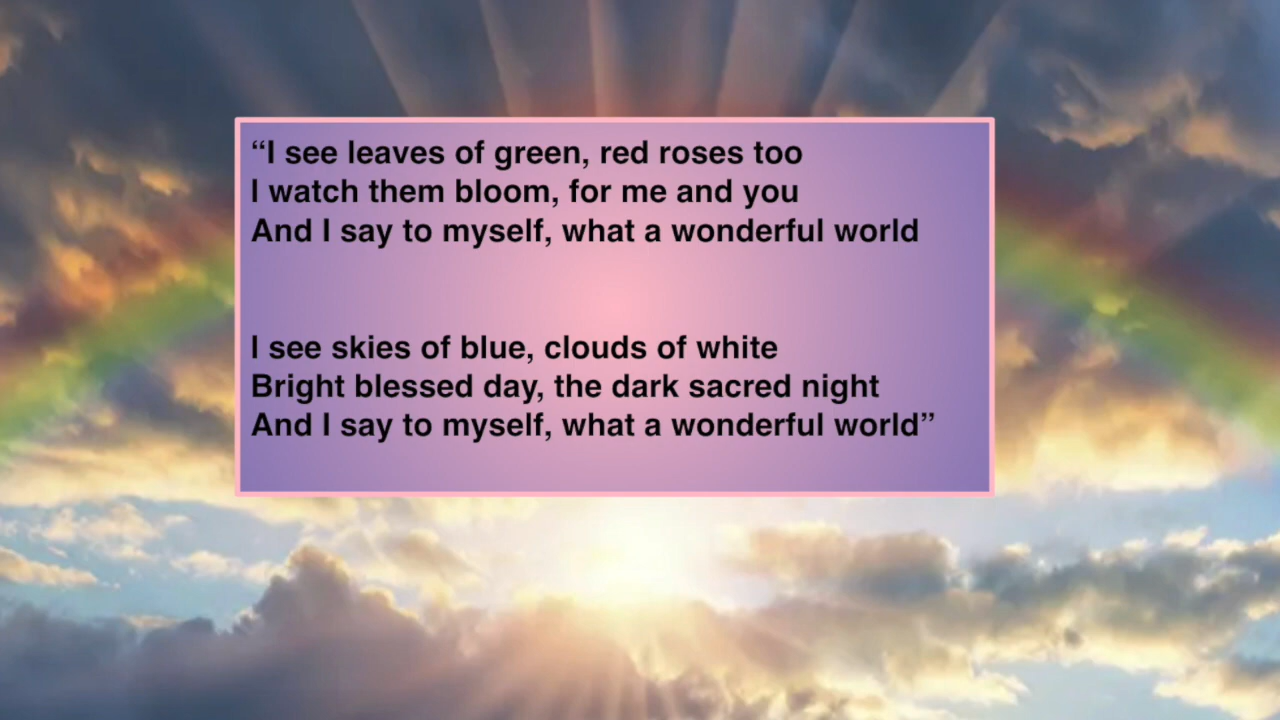 “I see leaves of green, red roses too
I watch them bloom, for me and you
And I say to myself, what a wonderful world
I see skies of blue, clouds of white
Bright blessed day, the dark sacred night
And I say to myself, what a wonderful world”